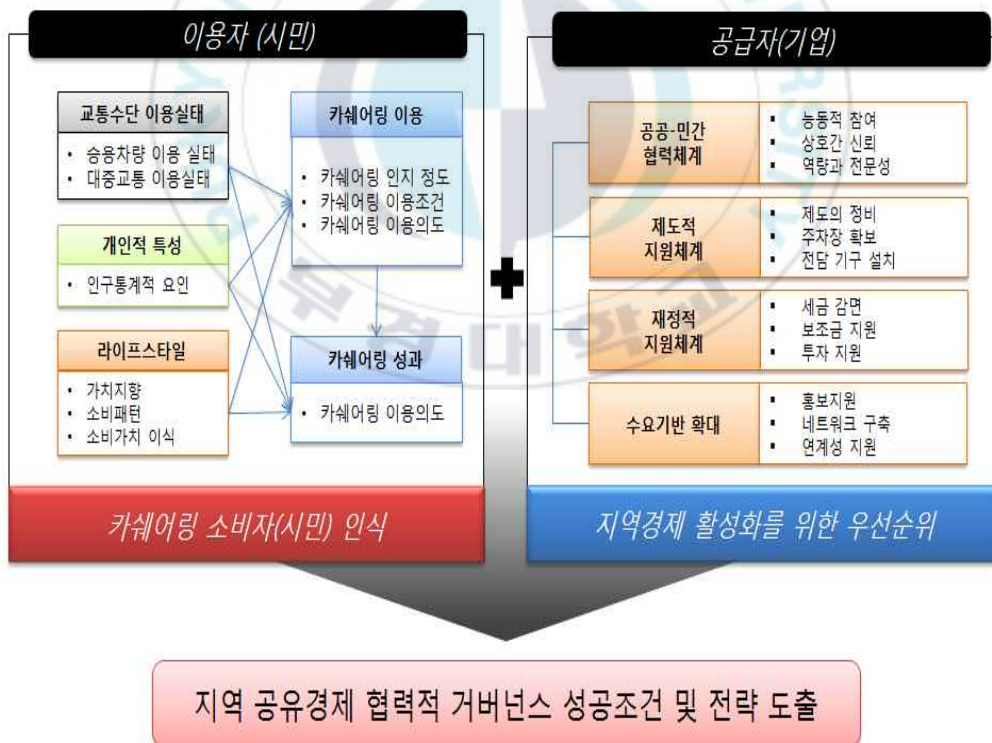 이용자 (시민)
교통수단 이용실태
• 승용차량 이용 실태
• 대중교통 이용실태
개인적 특성
• 인구통계적 요인
라이프스타일
• 가치지향
• 소비패턴
• 소비가치 이식
카쉐어링 이용
• 카쉐어링 인지 정도
• 카쉐어링 이용조건
• 카쉐어링 이용의도
카쉐어링 성과
• 카쉐어링 이용의도
카쉐어링 소비자(시민) 인식
공급자(기업)
공공-민간
협력체계
▪ 능동적 참여
▪ 상호간 신뢰
▪ 역량과 전문성
제도적
지원체계
▪ 제도의 정비
▪ 주자장 확보
▪ 전담 기구 설치
재정적
지원체계
▪ 세금 감면
▪ 보조금 지원
▪ 투자 지원
수요기반 확대
▪ 홍보지원
▪ 네트워크 구축
▪ 연계성 지원
지역경제 활성화를 위한 우선순위
지역 공유경제 협력적 거버넌스 성공조건 및 전략 도출
부경대학교